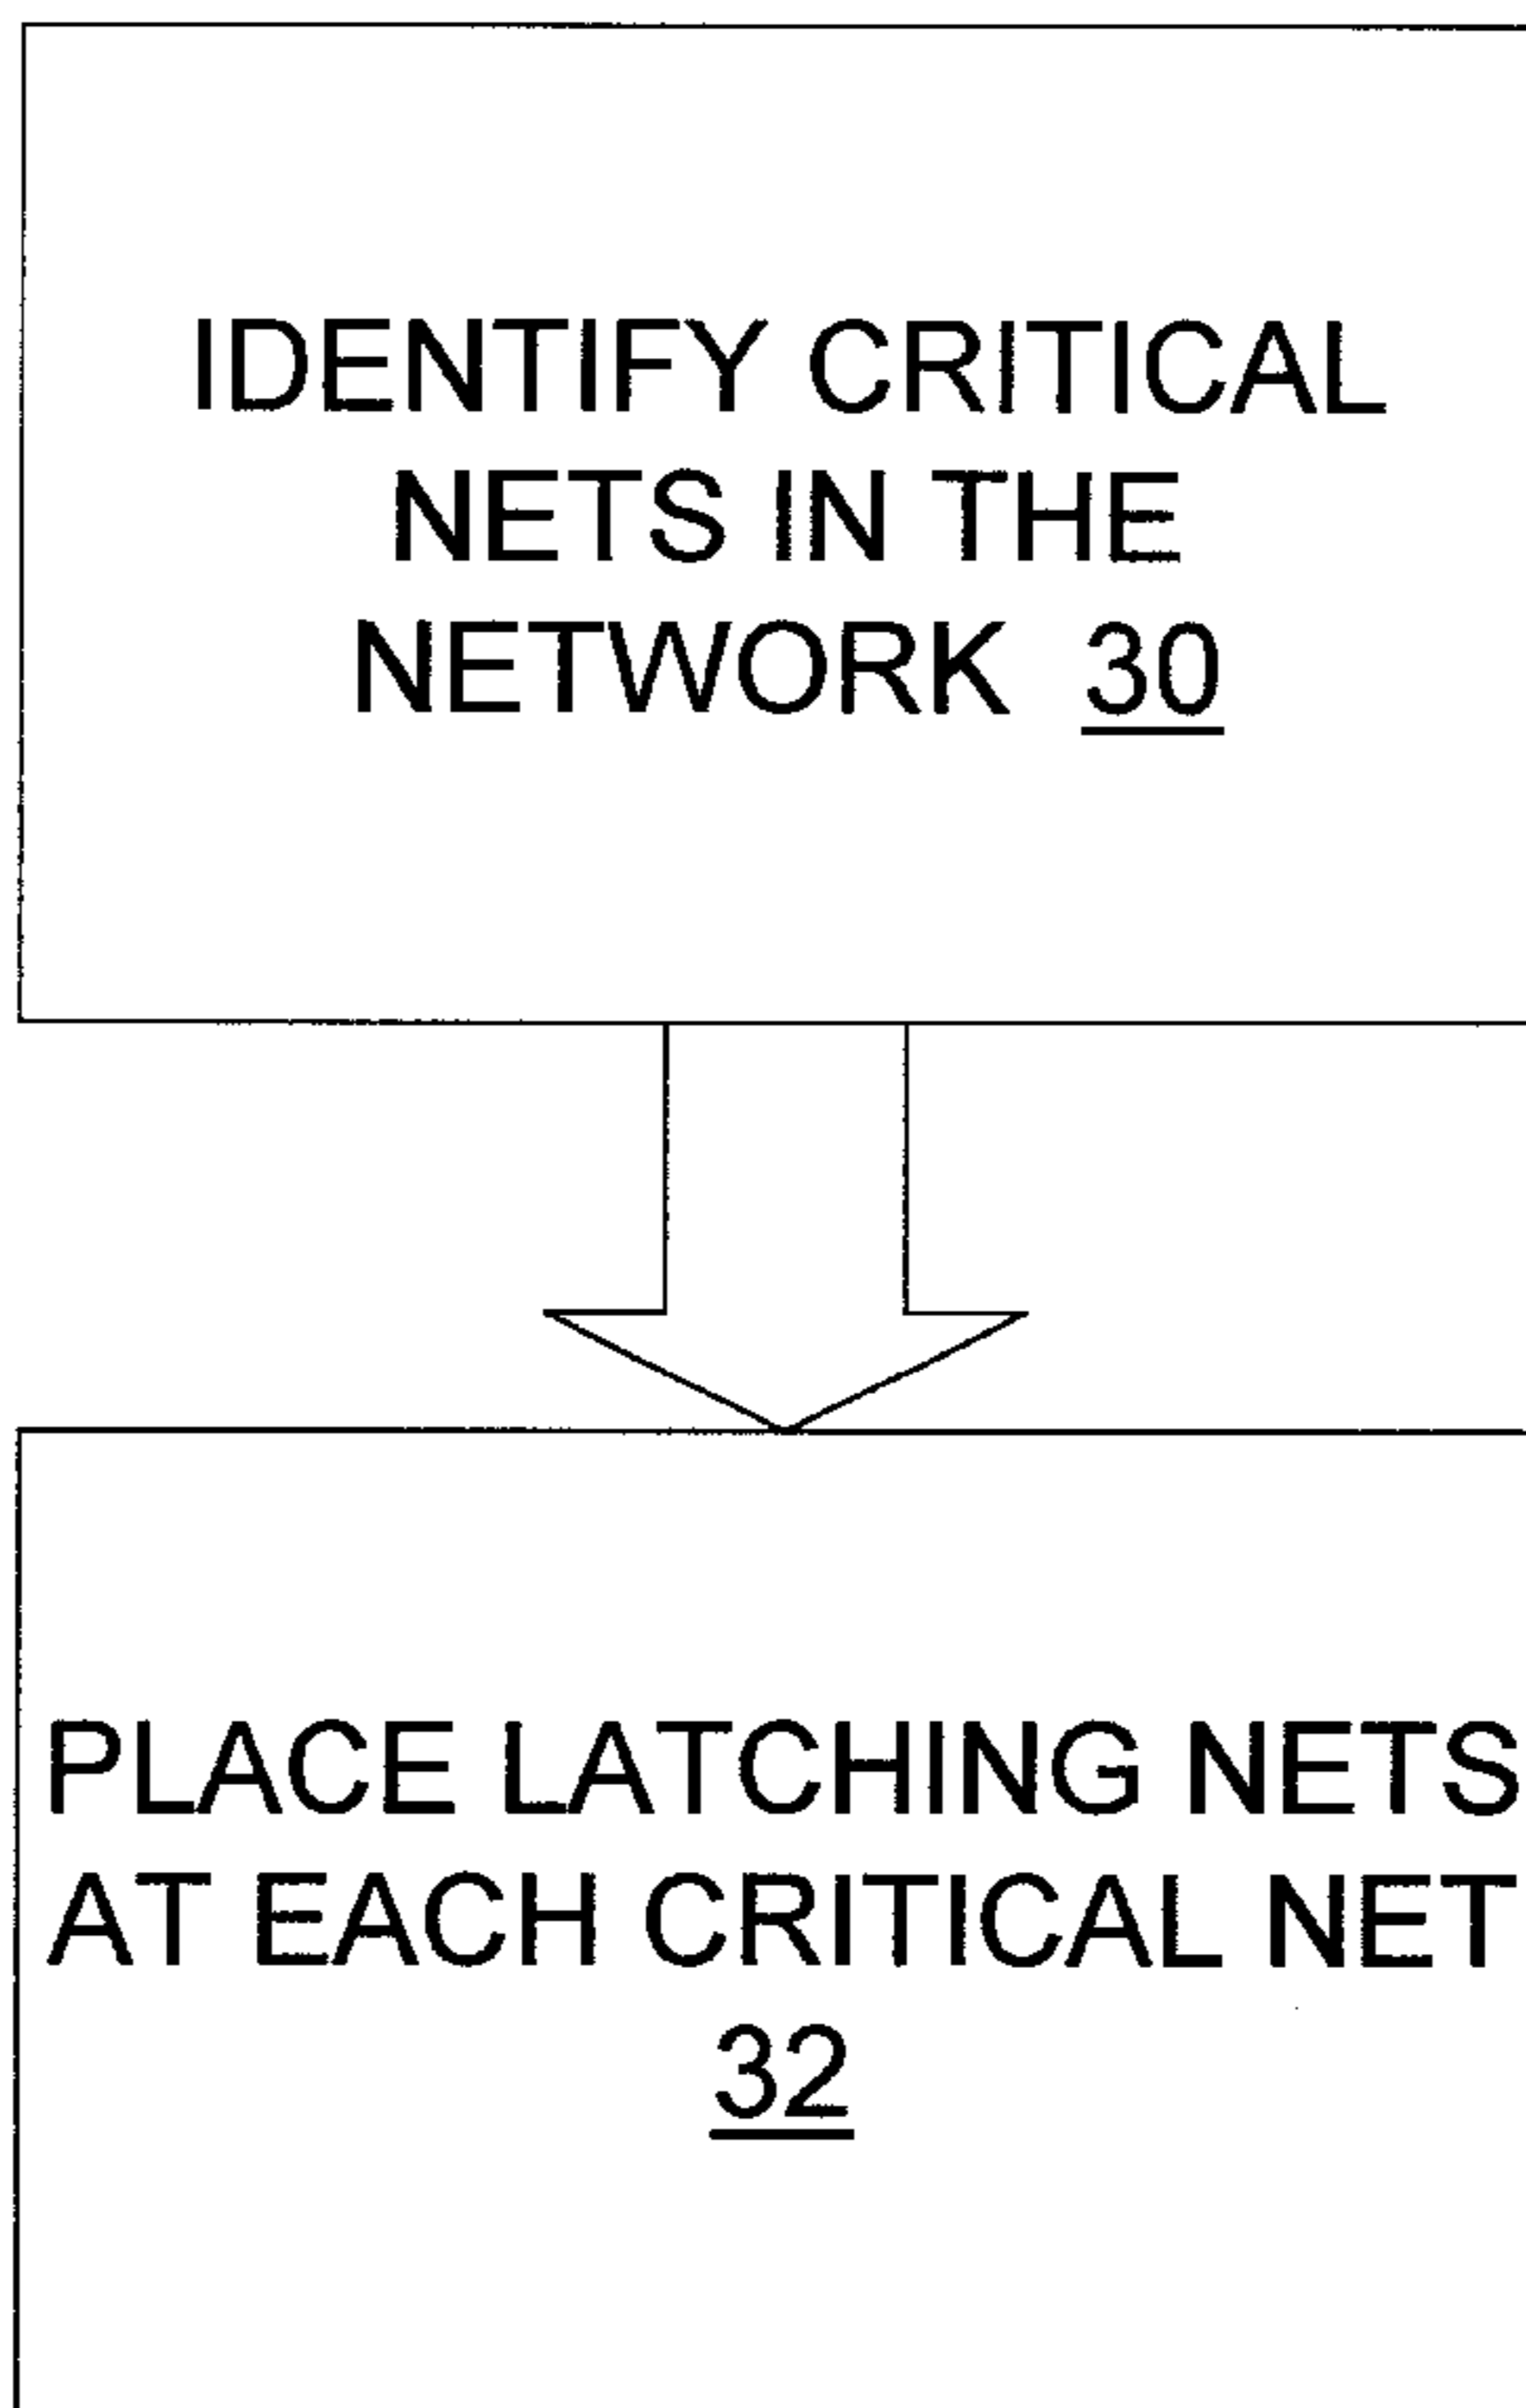 IDENTIFY CRITICAL
NETS IN THE
NETWORK 30
PLACE LATCHING NETS
AT EACH CRITICAL NET
32